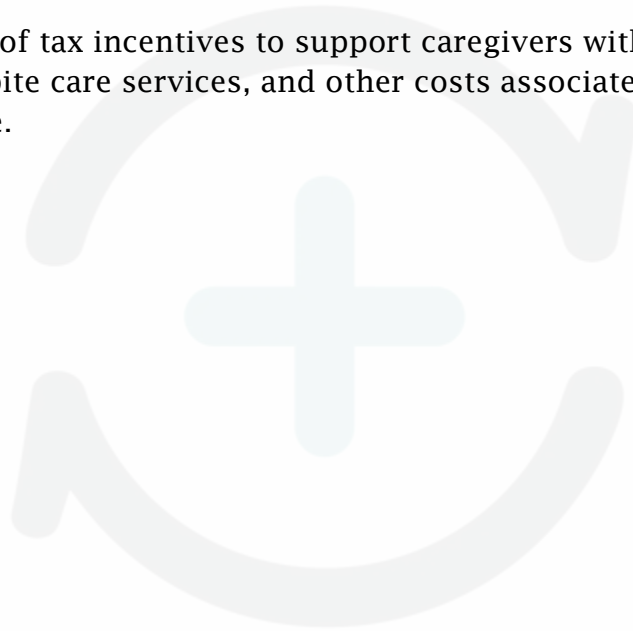 of tax incentives to support caregivers wit
ite care services, and other costs associate
.